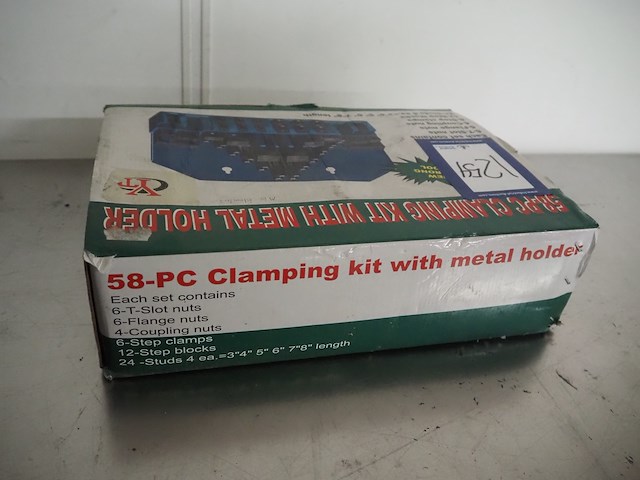 58-PC CLAMPING KIT WITH METAL HOLDER
1254
58-PC Clamping kit with metal holder
Each set contains
6-T-Slot nuts
6-Flange nuts
4-Coupling nuts
6-Step clamps
12-Step blocks
24 -Studs 4 ea.=3"4" 5" 6" 7"8" length